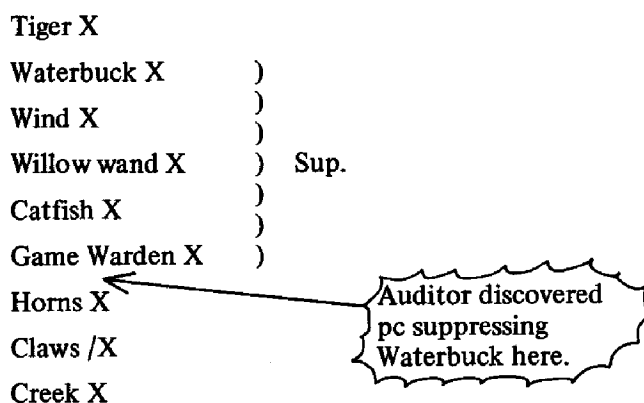 Tiger X
Waterbuck X )
)
Wind X )
)
Willow wand X ) Sup.
)
Catfish X )
)
Game Warden X )
Horns X
Claws /X
Creek X
Auditor discovered
pc suppressing
Waterbuck here.